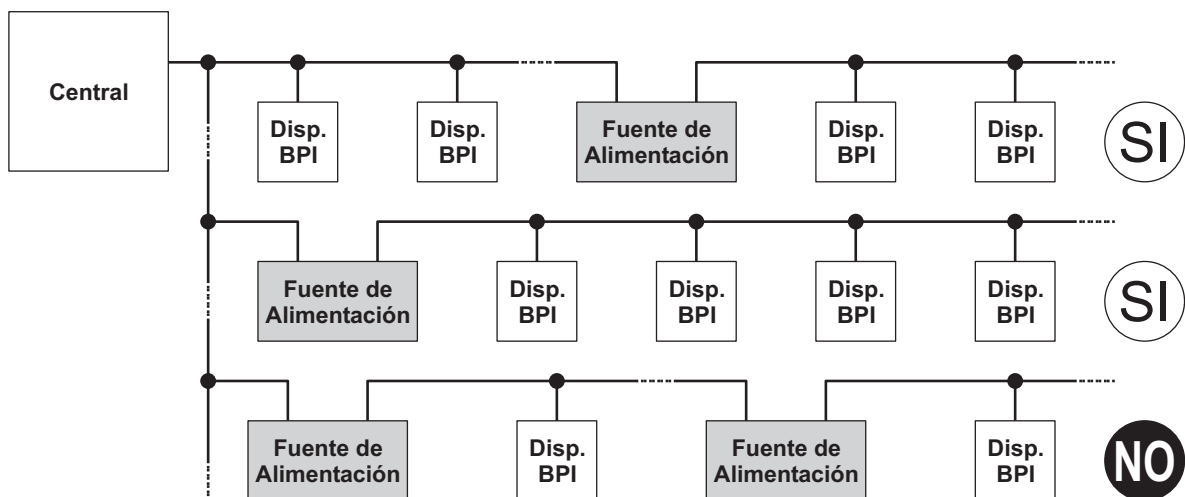 Central
Disp.
BPI
Disp.
BPI
Fuente de
Alimentación
Disp.
BPI
Disp.
BPI
SI
Fuente de
Alimentación
Disp.
BPI
Disp.
BPI
Disp.
BPI
Disp.
BPI
SI
Fuente de
Alimentación
Disp.
BPI
Fuente de
Alimentación
Disp.
BPI
NO